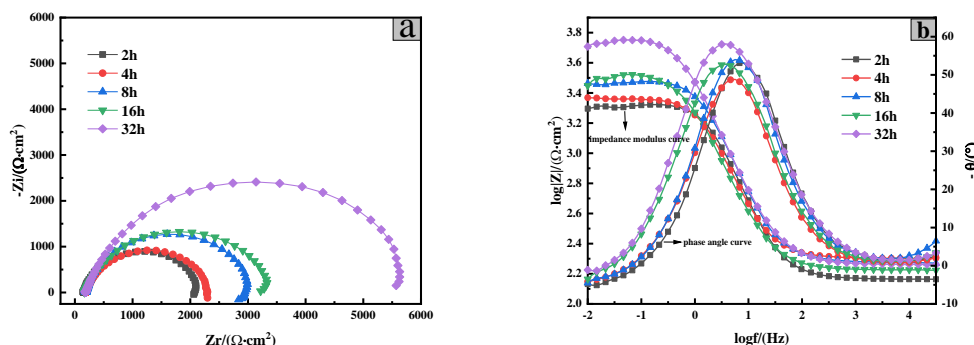 a
6000
5000
4000
3000
2500
2000
1000
0
-Zi/(Ω·cm²)
2h
4h
8h
16h
32h
0
1000
2000
3000
4000
5000
6000
Zr/(Ω·cm²)
b
4.0
3.8
3.6
3.4
3.2
3.0
2.8
2.6
2.4
2.2
2.0
log|Z|/(Ω·cm²)
2h
4h
8h
16h
32h
impedance modulus curve
phase angle curve
60
50
40
30
20
10
0
-10
- θ/(°)
-2
-1
0
1
2
3
4
logf/(Hz)